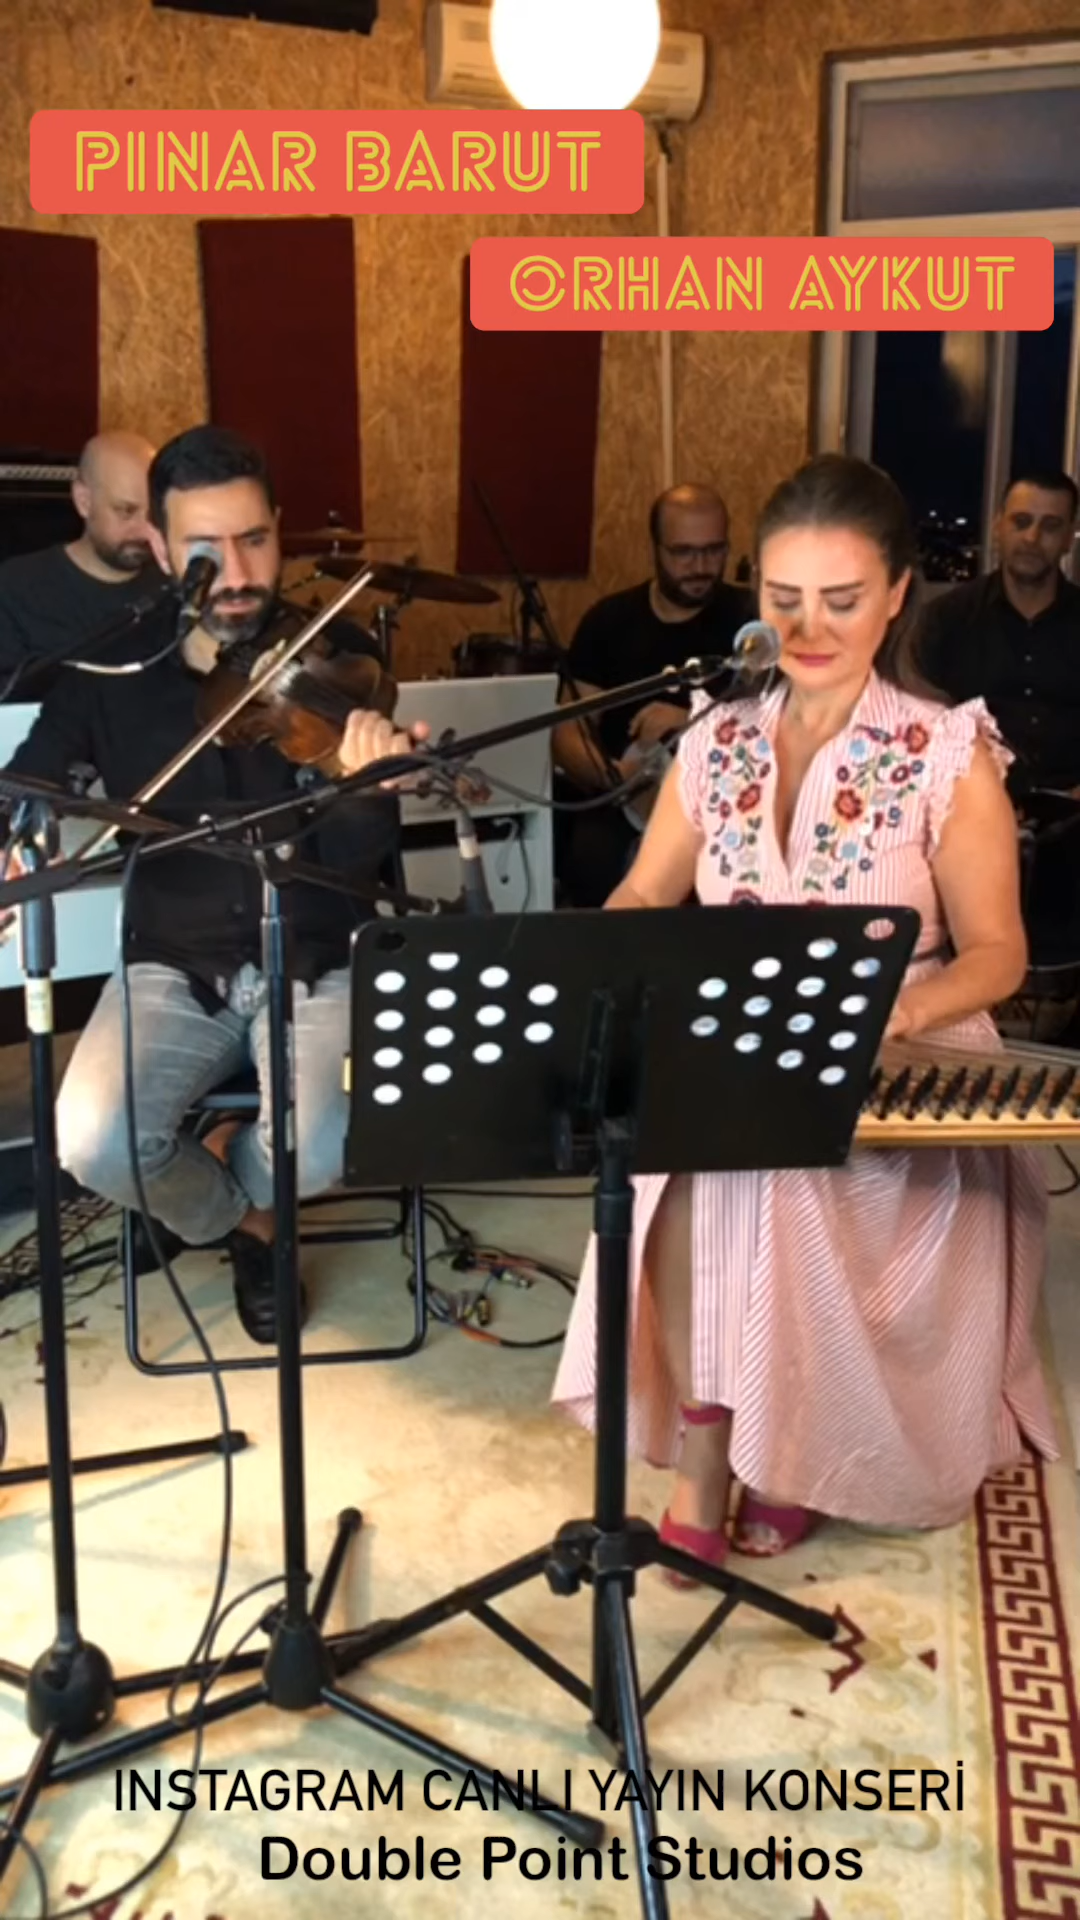 PINAR BARUT
ORHAN AYKUT
INSTAGRAM CANLI YAYIN KONSERİ
Double Point Studios